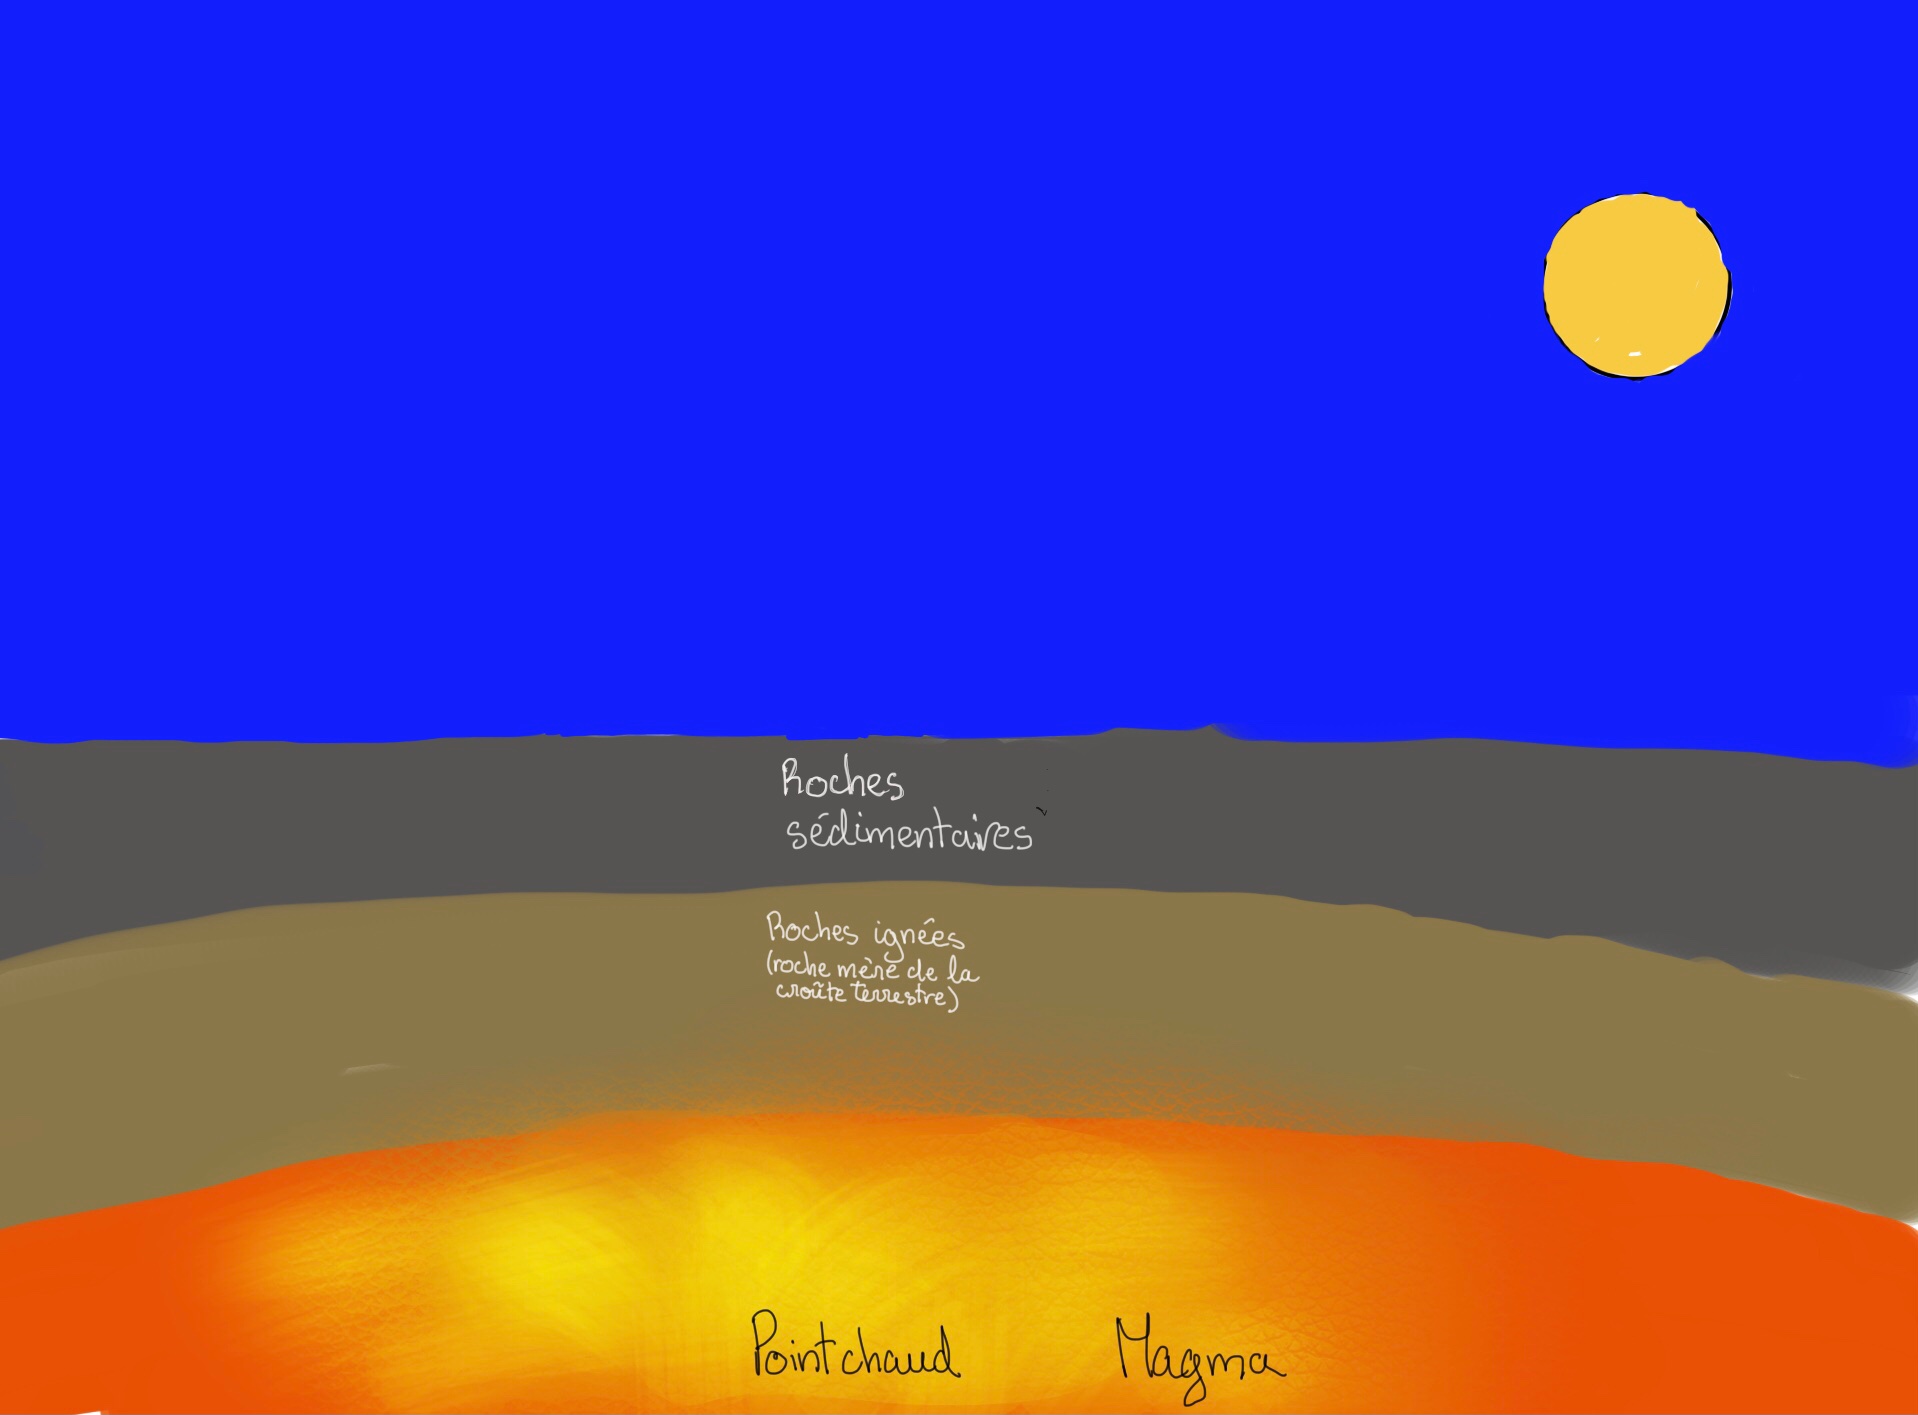 Roches
sédimentaires
Roches ignées
(roche mère de la
croûte terrestre)
Point chaud Magma